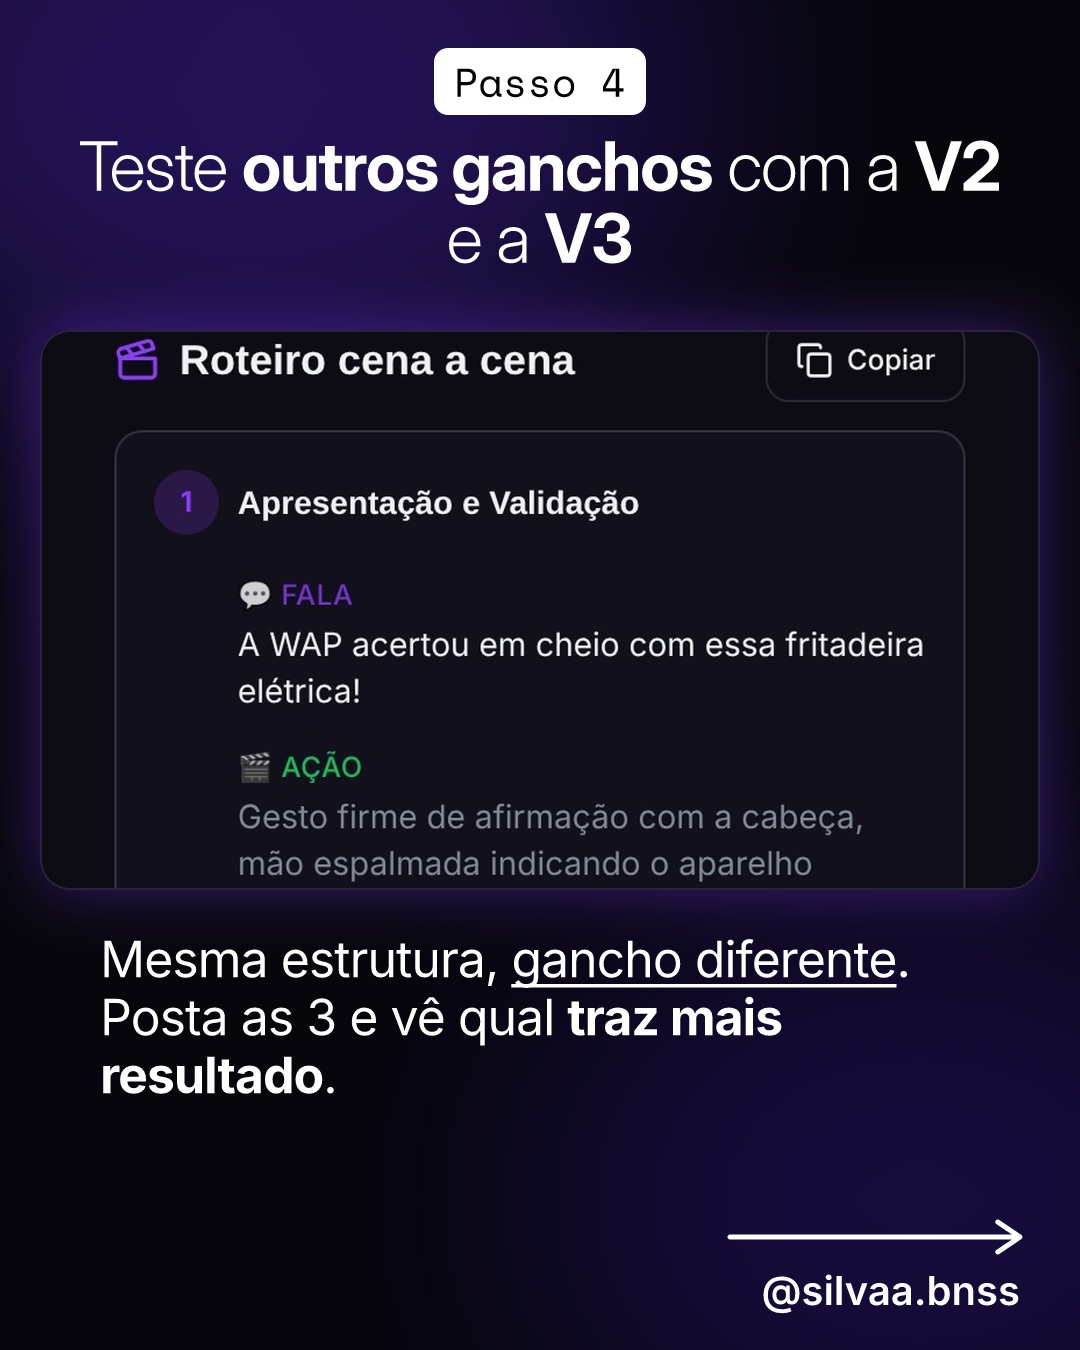 Passo 4
Teste outros ganchos com a V2
e a V3
Roteiro cena a cena
Copiar
1
Apresentação e Validação
💬 FALA
A WAP acertou em cheio com essa fritadeira
elétrica!
🎬 AÇÃO
Gesto firme de afirmação com a cabeça,
mão espalmada indicando o aparelho
Mesma estrutura, gancho diferente.
Posta as 3 e vê qual traz mais
resultado.
@silvaa.bnss